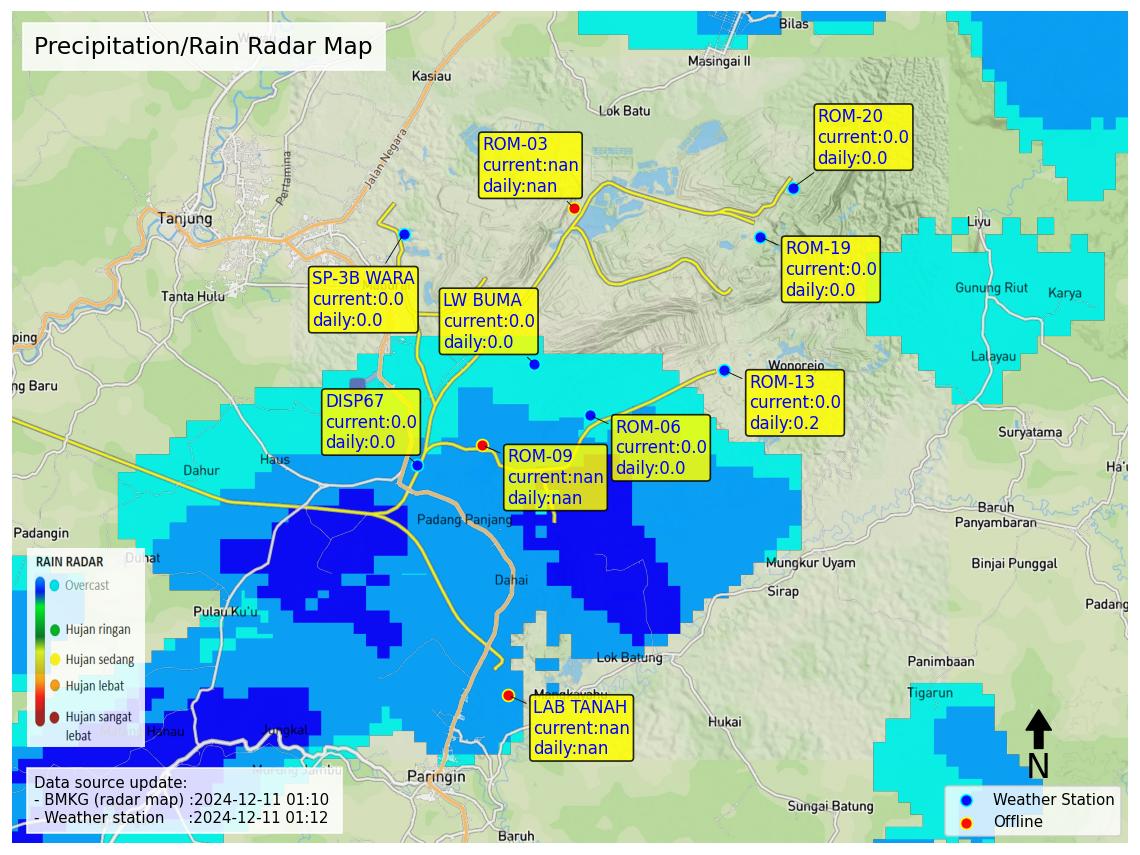 Bilas
Precipitation/Rain Radar Map
Masingai II
Kasiau
Lok Batu
ROM-20
current:0.0
daily:0.0
ROM-03
current:nan
daily:nan
Jalan Negara
Pertamina
Tanjung
Liyu
ROM-19
current:0.0
daily:0.0
SP-3B WARA
current:0.0
daily:0.0
Tanta Hulu
LW BUMA
current:0.0
daily:0.0
Gunung Riut
Karya
ping
Lalayau
Wonorejo
ng Baru
ROM-13
current:0.0
daily:0.2
DISP67
current:0.0
daily:0.0
ROM-06
current:0.0
daily:0.0
Suryatama
ROM-09
current:nan
daily:nan
Haus
Dahur
Ha'u
Baruh
Panyambaran
Padang Panjang
Padangin
RAIN RADAR
Overcast
Hujan ringan
Hujan sedang
Hujan lebat
Hujan sangat
lebat
Mungkur Uyam
Binjai Punggal
Dahai
Sirap
Padang
Pulau Ku'u
Lok Batung
Panimbaan
Tigarun
LAB TANAH
current:nan
daily:nan
Hukai
Jungkal
Paringin
N
Data source update:
- BMKG (radar map) :2024-12-11 01:10
- Weather station :2024-12-11 01:12
Weather Station
Offline
Sungai Batung
Baruh